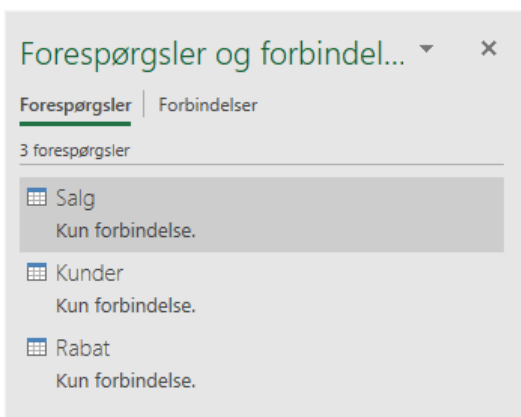 Forespørgsler og forbindel...
Forespørgsler Forbindelser
3 forespørgsler
Salg
Kun forbindelse.
Kunder
Kun forbindelse.
Rabat
Kun forbindelse.